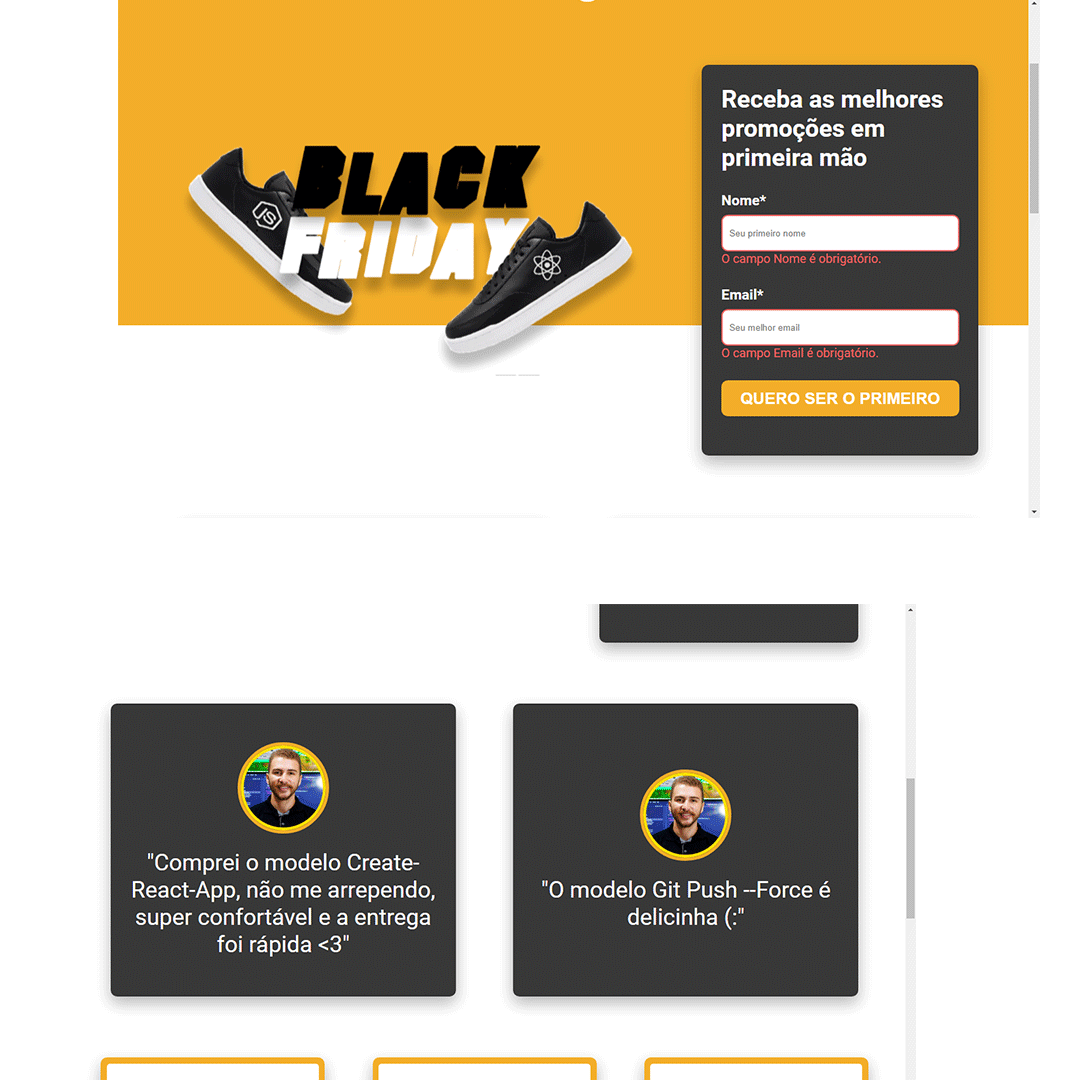 BLACK
FRIDAY
JS
Receba as melhores
promoções em
primeira mão
Nome*
Seu primeiro nome
O campo Nome é obrigatório.
Email*
Seu melhor email
O campo Email é obrigatório.
QUERO SER O PRIMEIRO
"Comprei o modelo Create-
React-App, não me arrependo,
super confortável e a entrega
foi rápida <3"
"O modelo Git Push --Force é
delicinha (:"